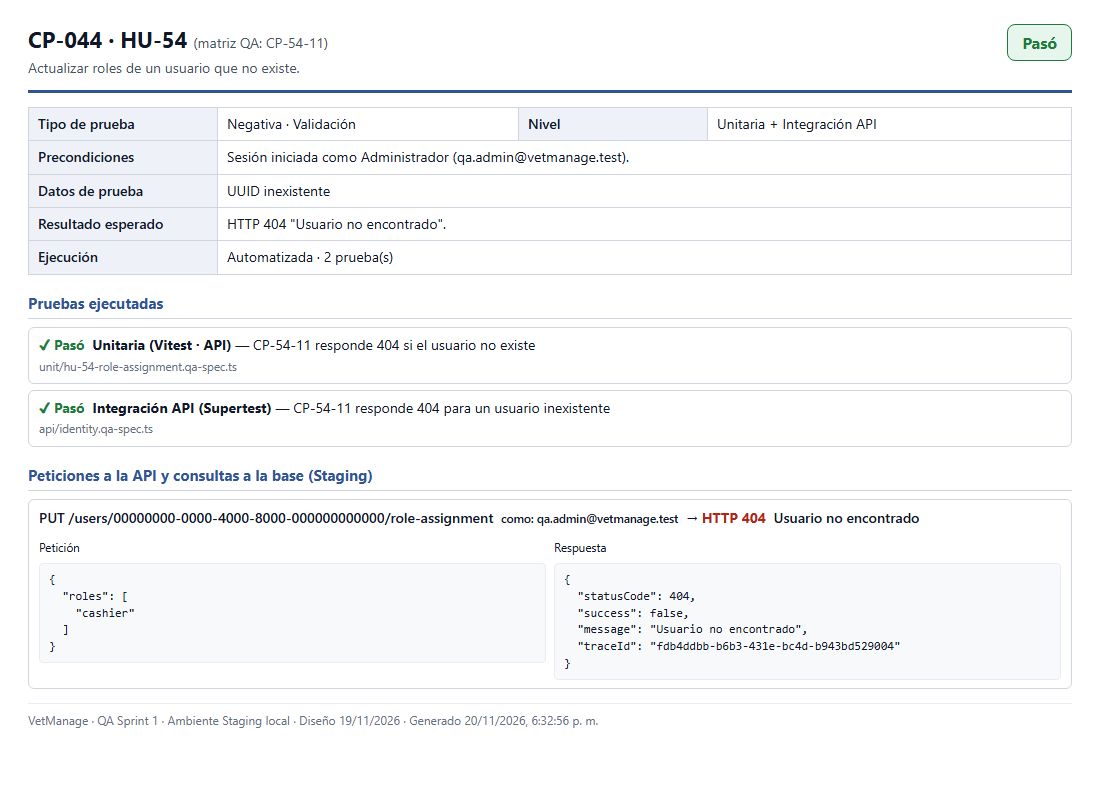 CP-044 · HU-54 (matriz QA: CP-54-11)
Pasó
Actualizar roles de un usuario que no existe.
Tipo de prueba Negativa · Validación Nivel Unitaria + Integración API
Precondiciones Sesión iniciada como Administrador (qa.admin@vetmanage.test).
Datos de prueba UUID inexistente
Resultado esperado HTTP 404 "Usuario no encontrado".
Ejecución Automatizada · 2 prueba(s)
Pruebas ejecutadas
✓ Pasó Unitaria (Vitest · API) — CP-54-11 responde 404 si el usuario no existe
unit/hu-54-role-assignment.qa-spec.ts
✓ Pasó Integración API (Supertest) — CP-54-11 responde 404 para un usuario inexistente
api/identity.qa-spec.ts
Peticiones a la API y consultas a la base (Staging)
PUT /users/00000000-0000-4000-8000-000000000000/role-assignment como: qa.admin@vetmanage.test → HTTP 404 Usuario no encontrado
Petición
{
"roles": [
"cashier"
]
}
Respuesta
{
"statusCode": 404,
"success": false,
"message": "Usuario no encontrado",
"traceId": "fdb4ddbb-b6b3-431e-bc4d-b943bd529004"
}
VetManage · QA Sprint 1 · Ambiente Staging local · Diseño 19/11/2026 · Generado 20/11/2026, 6:32:56 p. m.